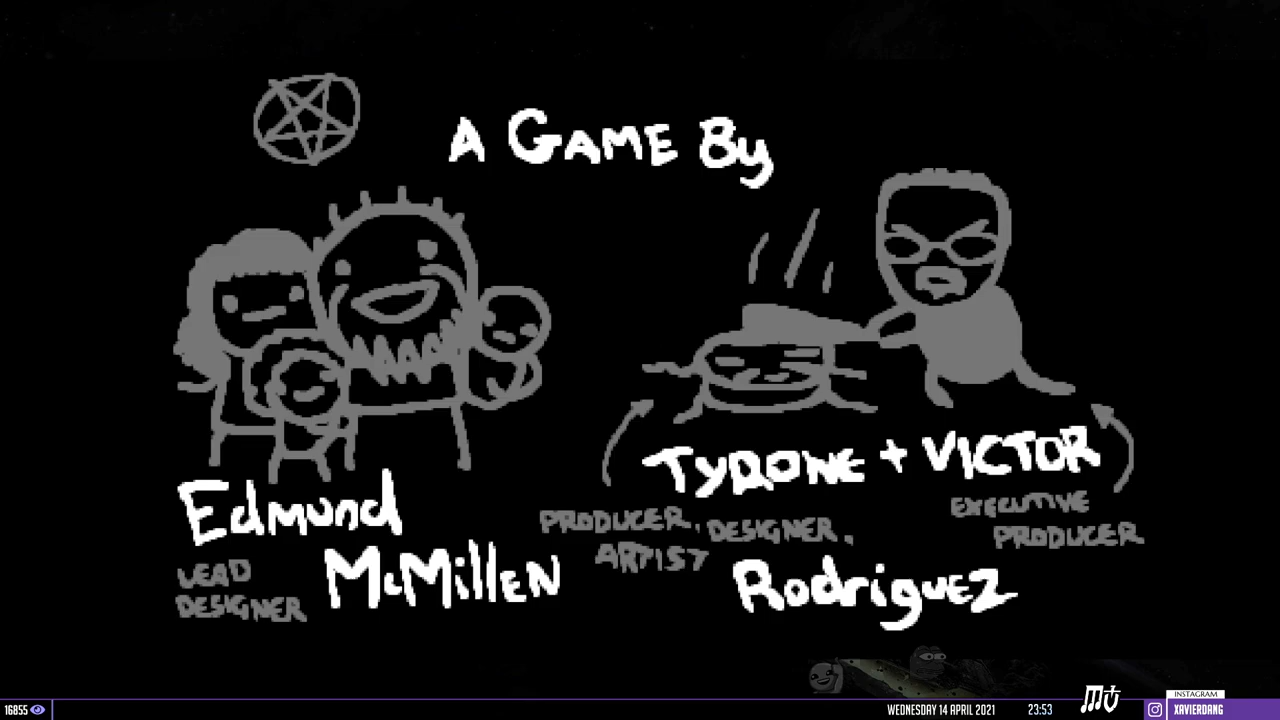 A GAME By
Edmund
McMillEN
LEAD
DESIGNER
TYRONE + VICTOR
PRODUCER, DESIGNER,
ARTIST
EXECUTIVE
PRODUCER
RodriguEZ
16855
WEDNESDAY 14 APRIL 2021
23:53
INSTAGRAM
XAVIERDANG